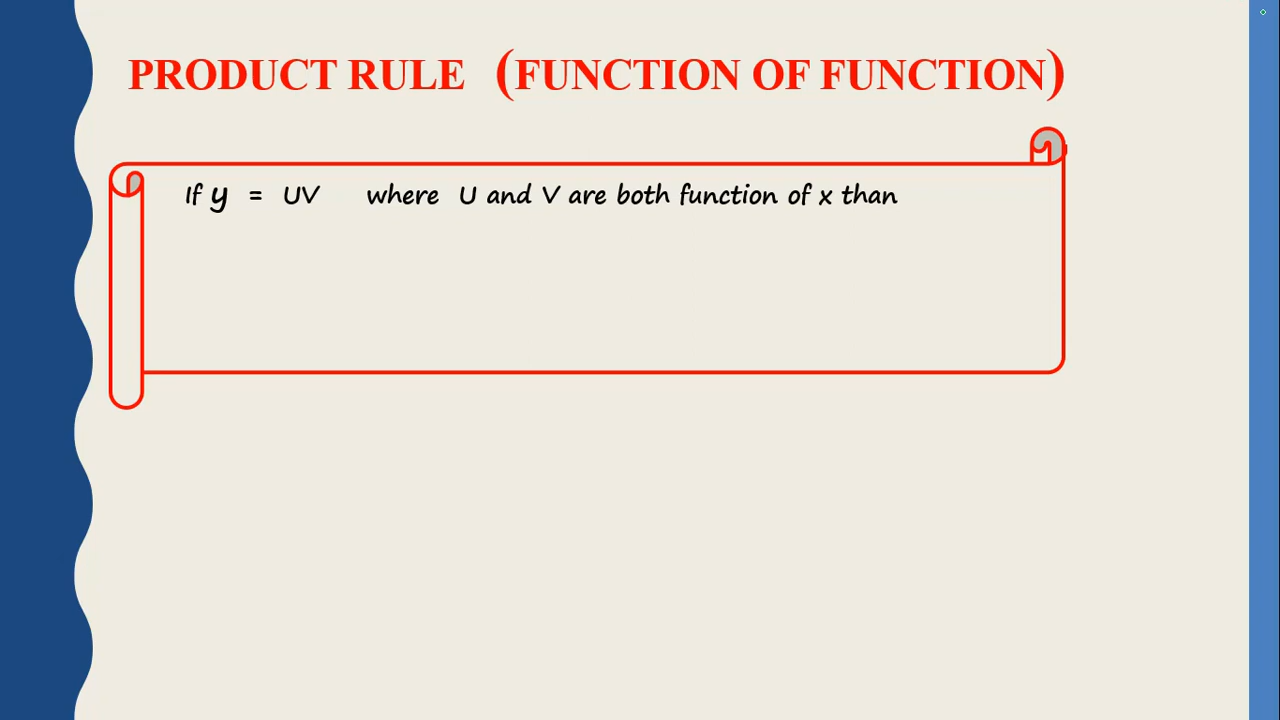 PRODUCT RULE (FUNCTION OF FUNCTION)
If y = UV where U and V are both function of x than